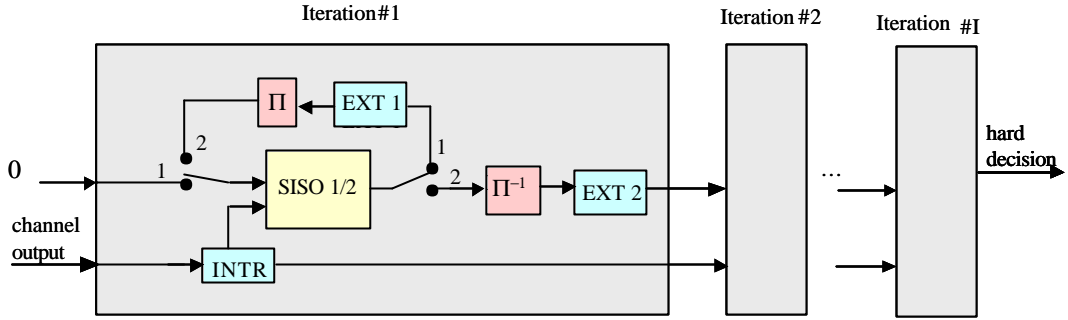 Iteration#1
Iteration #2
Iteration #I
Π
EXT 1
2
1
1
0
SISO 1/2
2
Π⁻¹
EXT 2
...
hard
decision
channel
output
INTR